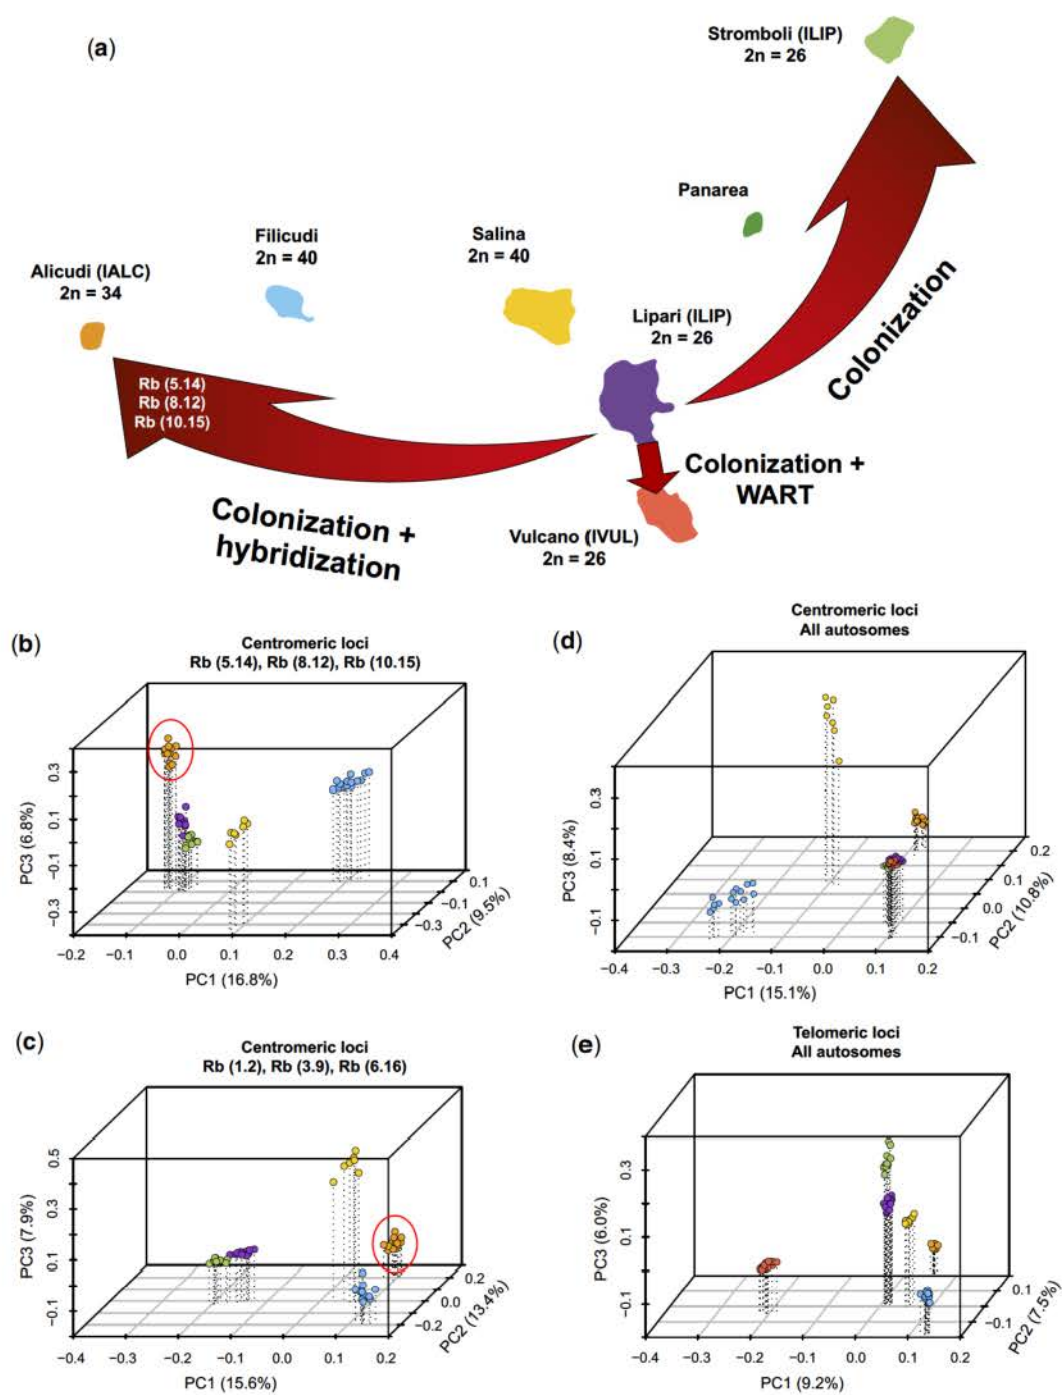 (a)
Stromboli (ILIP)
2n = 26
Panarea
Filicudi
2n = 40
Salina
2n = 40
Alicudi (IALC)
2n = 34
Lipari (ILIP)
2n = 26
Rb (5.14)
Rb (8.12)
Rb (10.15)
Colonization
Colonization +
WART
Colonization +
hybridization
Vulcano (IVUL)
2n = 26
(b)
Centromeric loci
Rb (5.14), Rb (8.12), Rb (10.15)
PC3 (6.8%)
0.3
0.1
−0.1
−0.3
−0.2 −0.1 0.0 0.1 0.2 0.3 0.4
PC1 (16.8%)
0.1
−0.1
−0.3
PC2 (9.5%)
(d)
Centromeric loci
All autosomes
PC3 (8.4%)
0.3
0.1
−0.1
−0.4 −0.3 −0.2 −0.1 0.0 0.1 0.2
PC1 (15.1%)
0.2
0.1
0.0
−0.1
PC2 (10.8%)
(c)
Centromeric loci
Rb (1.2), Rb (3.9), Rb (6.16)
PC3 (7.9%)
0.5
0.3
0.1
−0.1
−0.4 −0.3 −0.2 −0.1 0.0 0.1 0.2
PC1 (15.6%)
0.2
0.0
−0.2
PC2 (13.4%)
(e)
Telomeric loci
All autosomes
PC3 (6.0%)
0.3
0.1
−0.1
−0.4 −0.3 −0.2 −0.1 0.0 0.1 0.2
PC1 (9.2%)
0.1
−0.1
PC2 (7.5%)